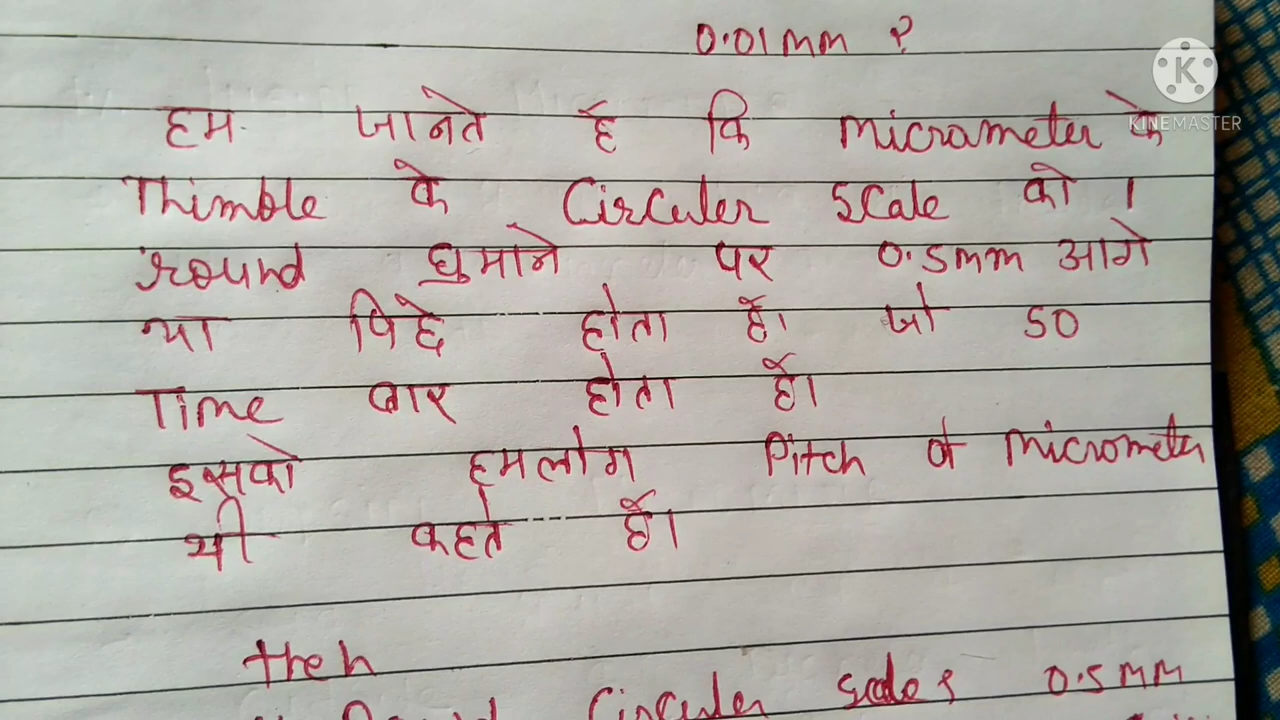 0.01mm ?
K
KINEMASTER
हम जानते है कि micrameter के
Thimble के Circuler Scale को 1
round घुमाने पर 0.5mm आगे
या पिछे होता है। जो 50
Time बार होता है।
इसको हमलोग Pitch of micrometer
भी कहते हैं।
then
Circuler scale 0.5mm